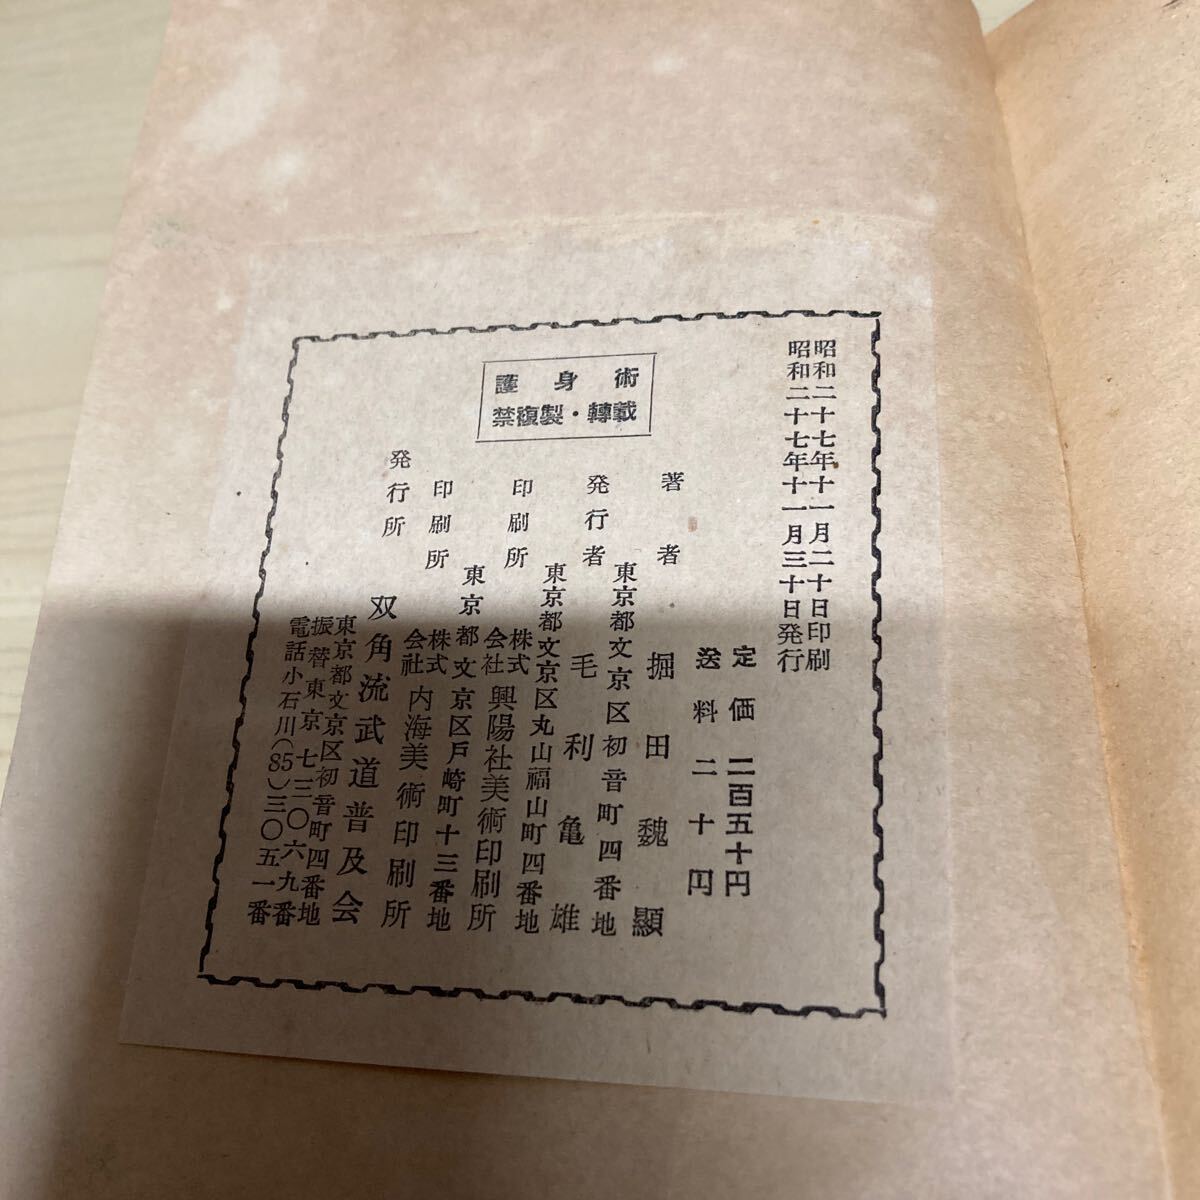 昭和二十七年十一月二十日印刷
昭和二十七年十一月三十日発行
護身術
禁複製・轉載
定価 二百五十円
送料 二十円
著者 堀田魏顯
東京都文京区初音町四番地
発行者 毛利亀雄
東京都文京区丸山福山町四番地
印刷所 株式会社 興陽社美術印刷所
東京都文京区戸崎町十三番地
印刷所 株式会社 内海美術印刷所
発行所 双角流武道普及会
東京都文京区初音町四番地
振替東京七三〇六九番
電話小石川(85)三〇五一番